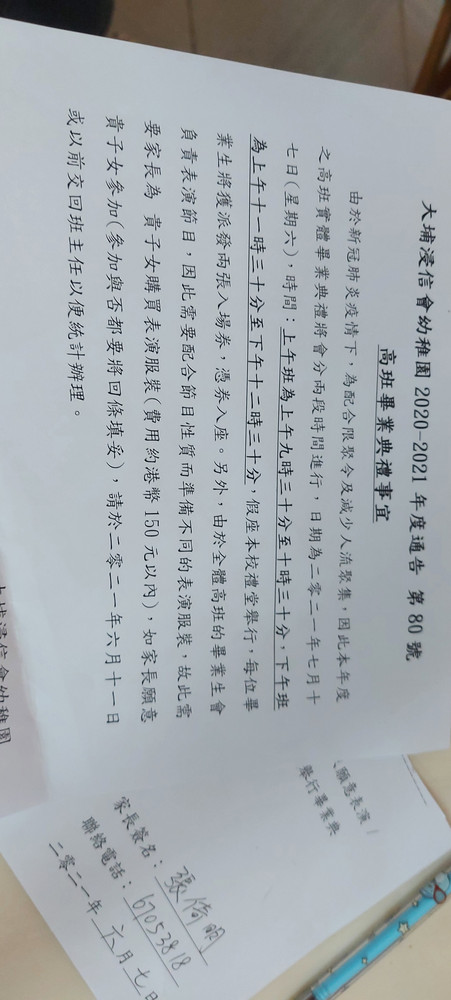 大埔浸信會幼稚園 2020-2021 年度通告 第 80 號
高班畢業典禮事宜
由於新冠肺炎疫情下，為配合限聚令及減少人流聚集，因此本年度
之高班實體畢業典禮將會分兩段時間進行，日期為二零二一年七月十
七日(星期六)，時間：上午班為上午九時三十分至十時三十分，下午班
為上午十一時三十分至下午十二時三十分，假座本校禮堂舉行，每位畢
業生將獲派發兩張入場券，憑券入座。另外，由於全體高班的畢業生會
負責表演節目，因此需要配合節目性質而準備不同的表演服裝，故此需
要家長為 貴子女購買表演服裝(費用約港幣 150 元以內)，如家長願意
貴子女參加(參加與否都要將回條填妥)，請於二零二一年六月十一日
或以前交回班主任以便統計辦理。
大埔浸信會幼稚園
願意表演
舉行畢業典
家長簽名：張倚明
聯絡電話：67053818
二零二一年 六月 七日